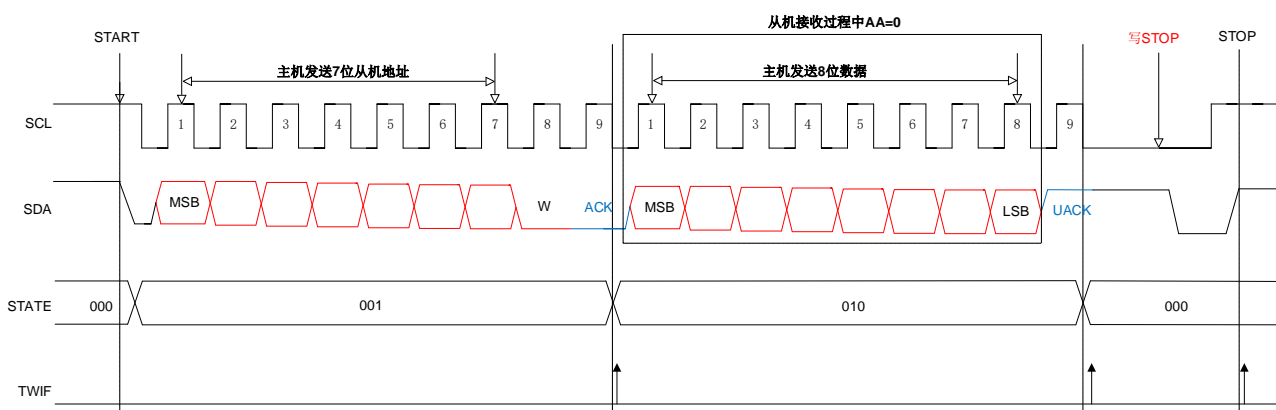 从机接收过程中AA=0
START
写STOP
STOP
主机发送7位从机地址
主机发送8位数据
SCL
1 2 3 4 5 6 7 8 9 1 2 3 4 5 6 7 8 9
SDA
MSB
W
ACK
MSB
LSB
UACK
STATE
000
001
010
000
TWIF